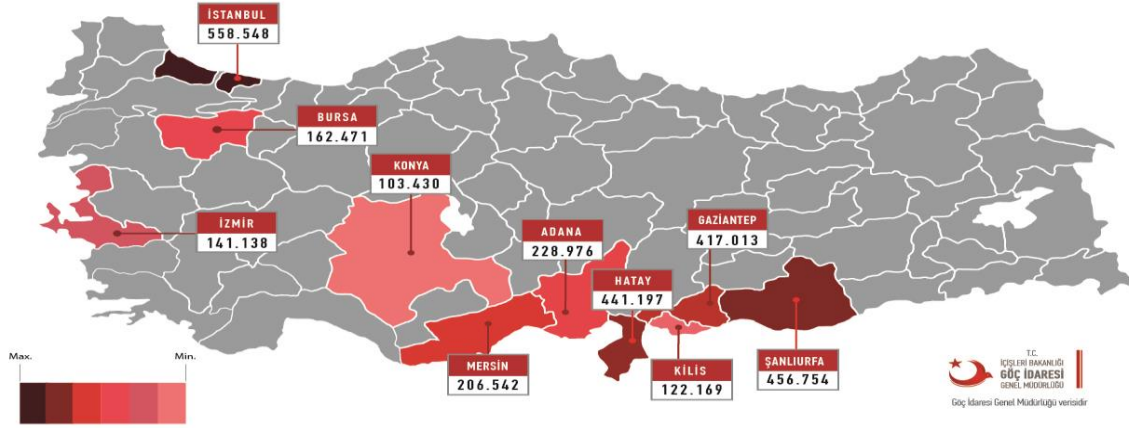 İSTANBUL
558.548
BURSA
162.471
KONYA
103.430
İZMİR
141.138
ADANA
228.976
GAZİANTEP
417.013
HATAY
441.197
MERSİN
206.542
KİLİS
122.169
ŞANLIURFA
456.754
Max.
Min.
T.C.
İÇİŞLERİ BAKANLIĞI
GÖÇ İDARESİ
GENEL MÜDÜRLÜĞÜ
Göç İdaresi Genel Müdürlüğü verisidir